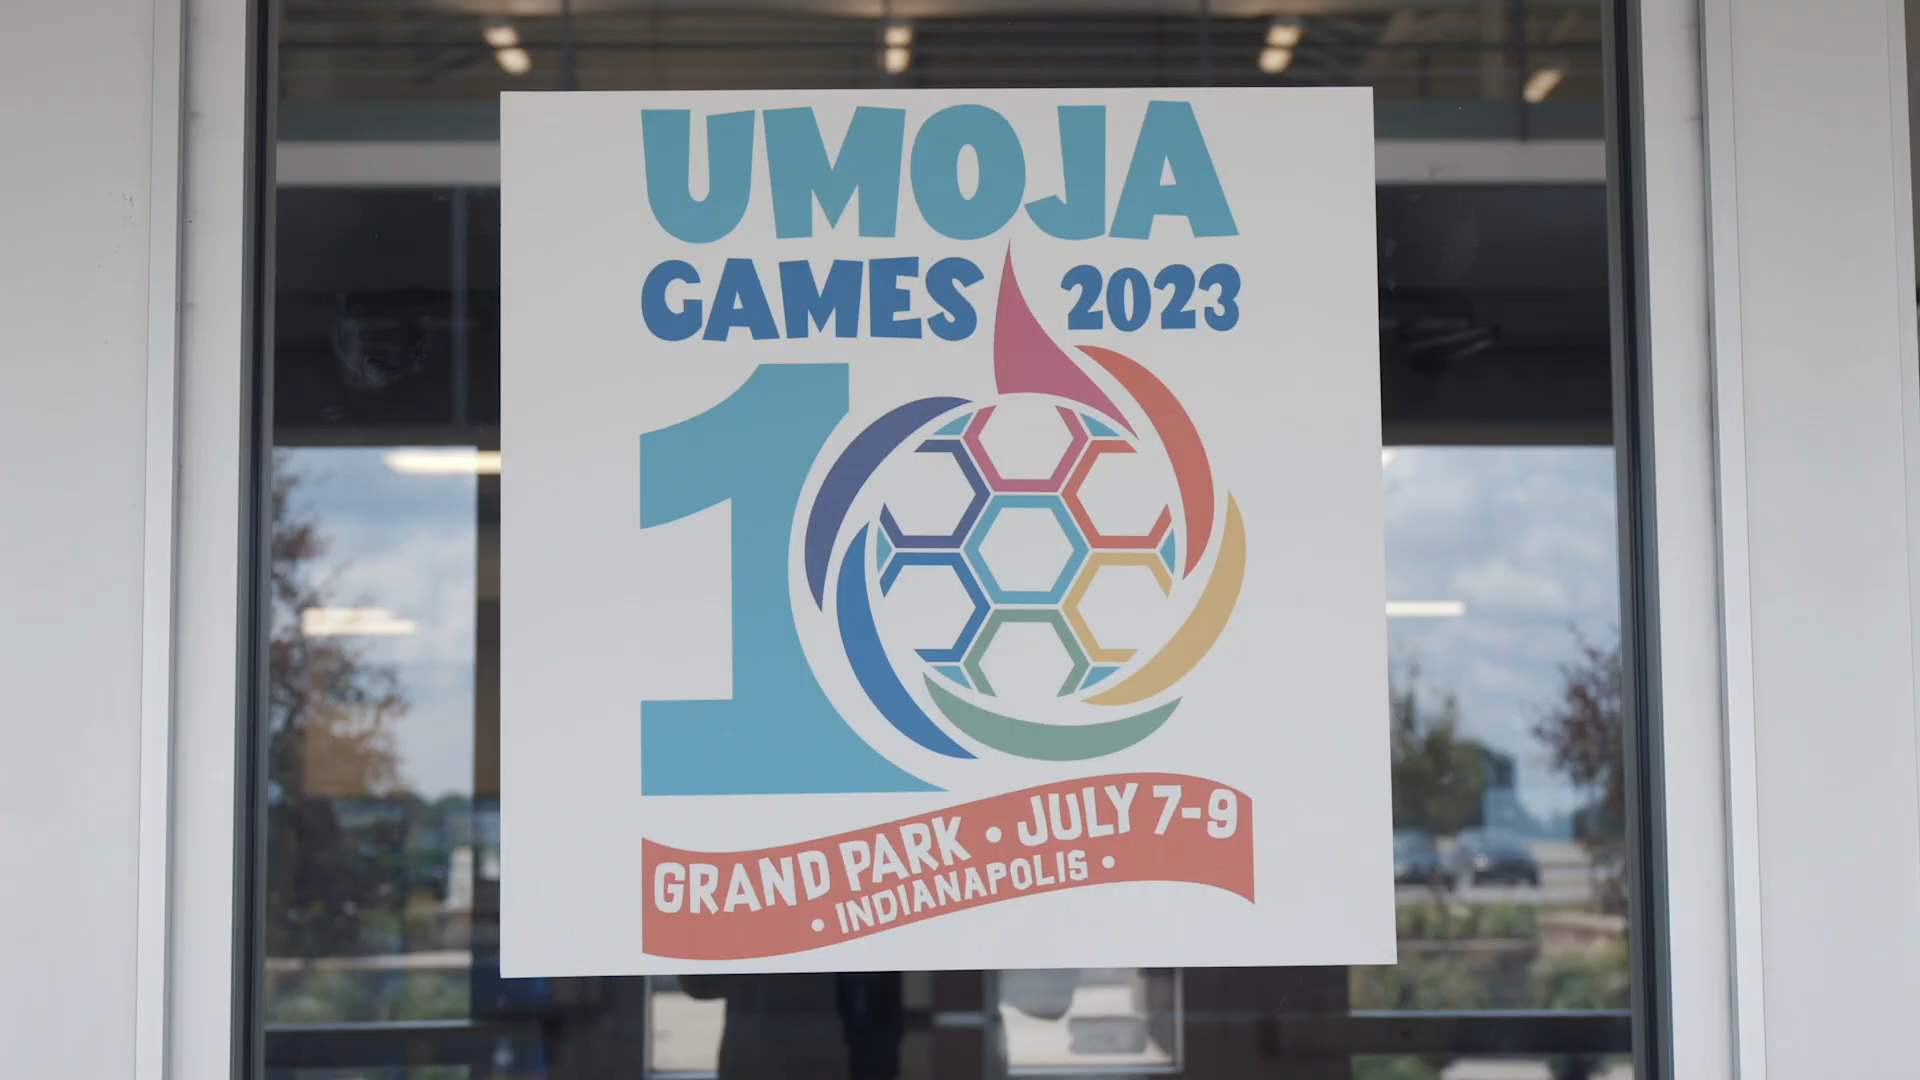 UMOJA
GAMES 2023
10
GRAND PARK • JULY 7-9
• INDIANAPOLIS •